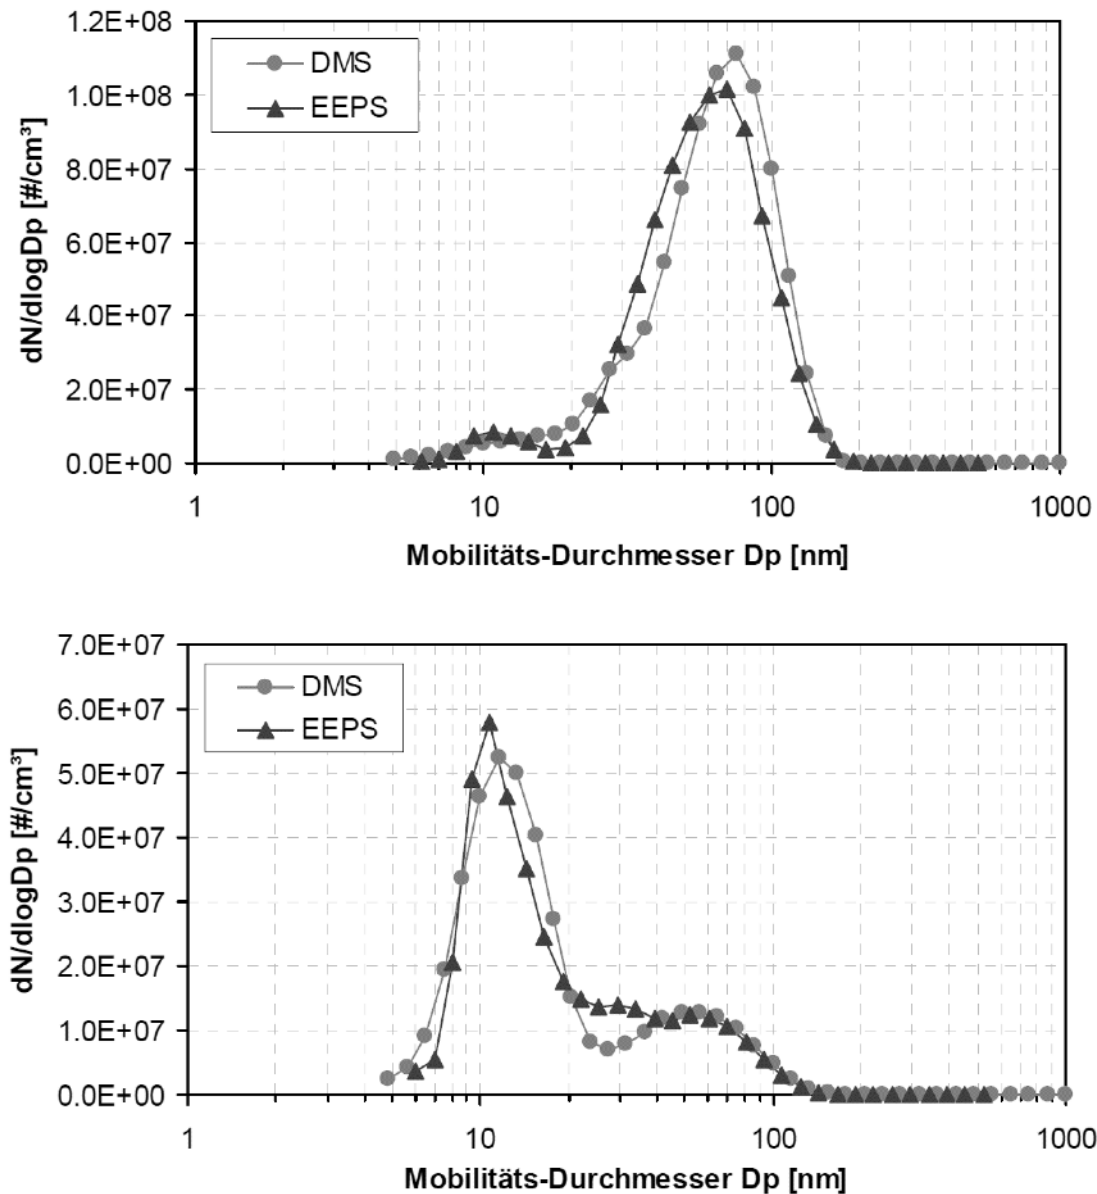 1.2E+08
1.0E+08
8.0E+07
6.0E+07
4.0E+07
2.0E+07
0.0E+00
dN/dlogDp [#/cm³]
DMS
EEPS
1 10 100 1000
Mobilitäts-Durchmesser Dp [nm]
7.0E+07
6.0E+07
5.0E+07
4.0E+07
3.0E+07
2.0E+07
1.0E+07
0.0E+00
dN/dlogDp [#/cm³]
DMS
EEPS
1 10 100 1000
Mobilitäts-Durchmesser Dp [nm]